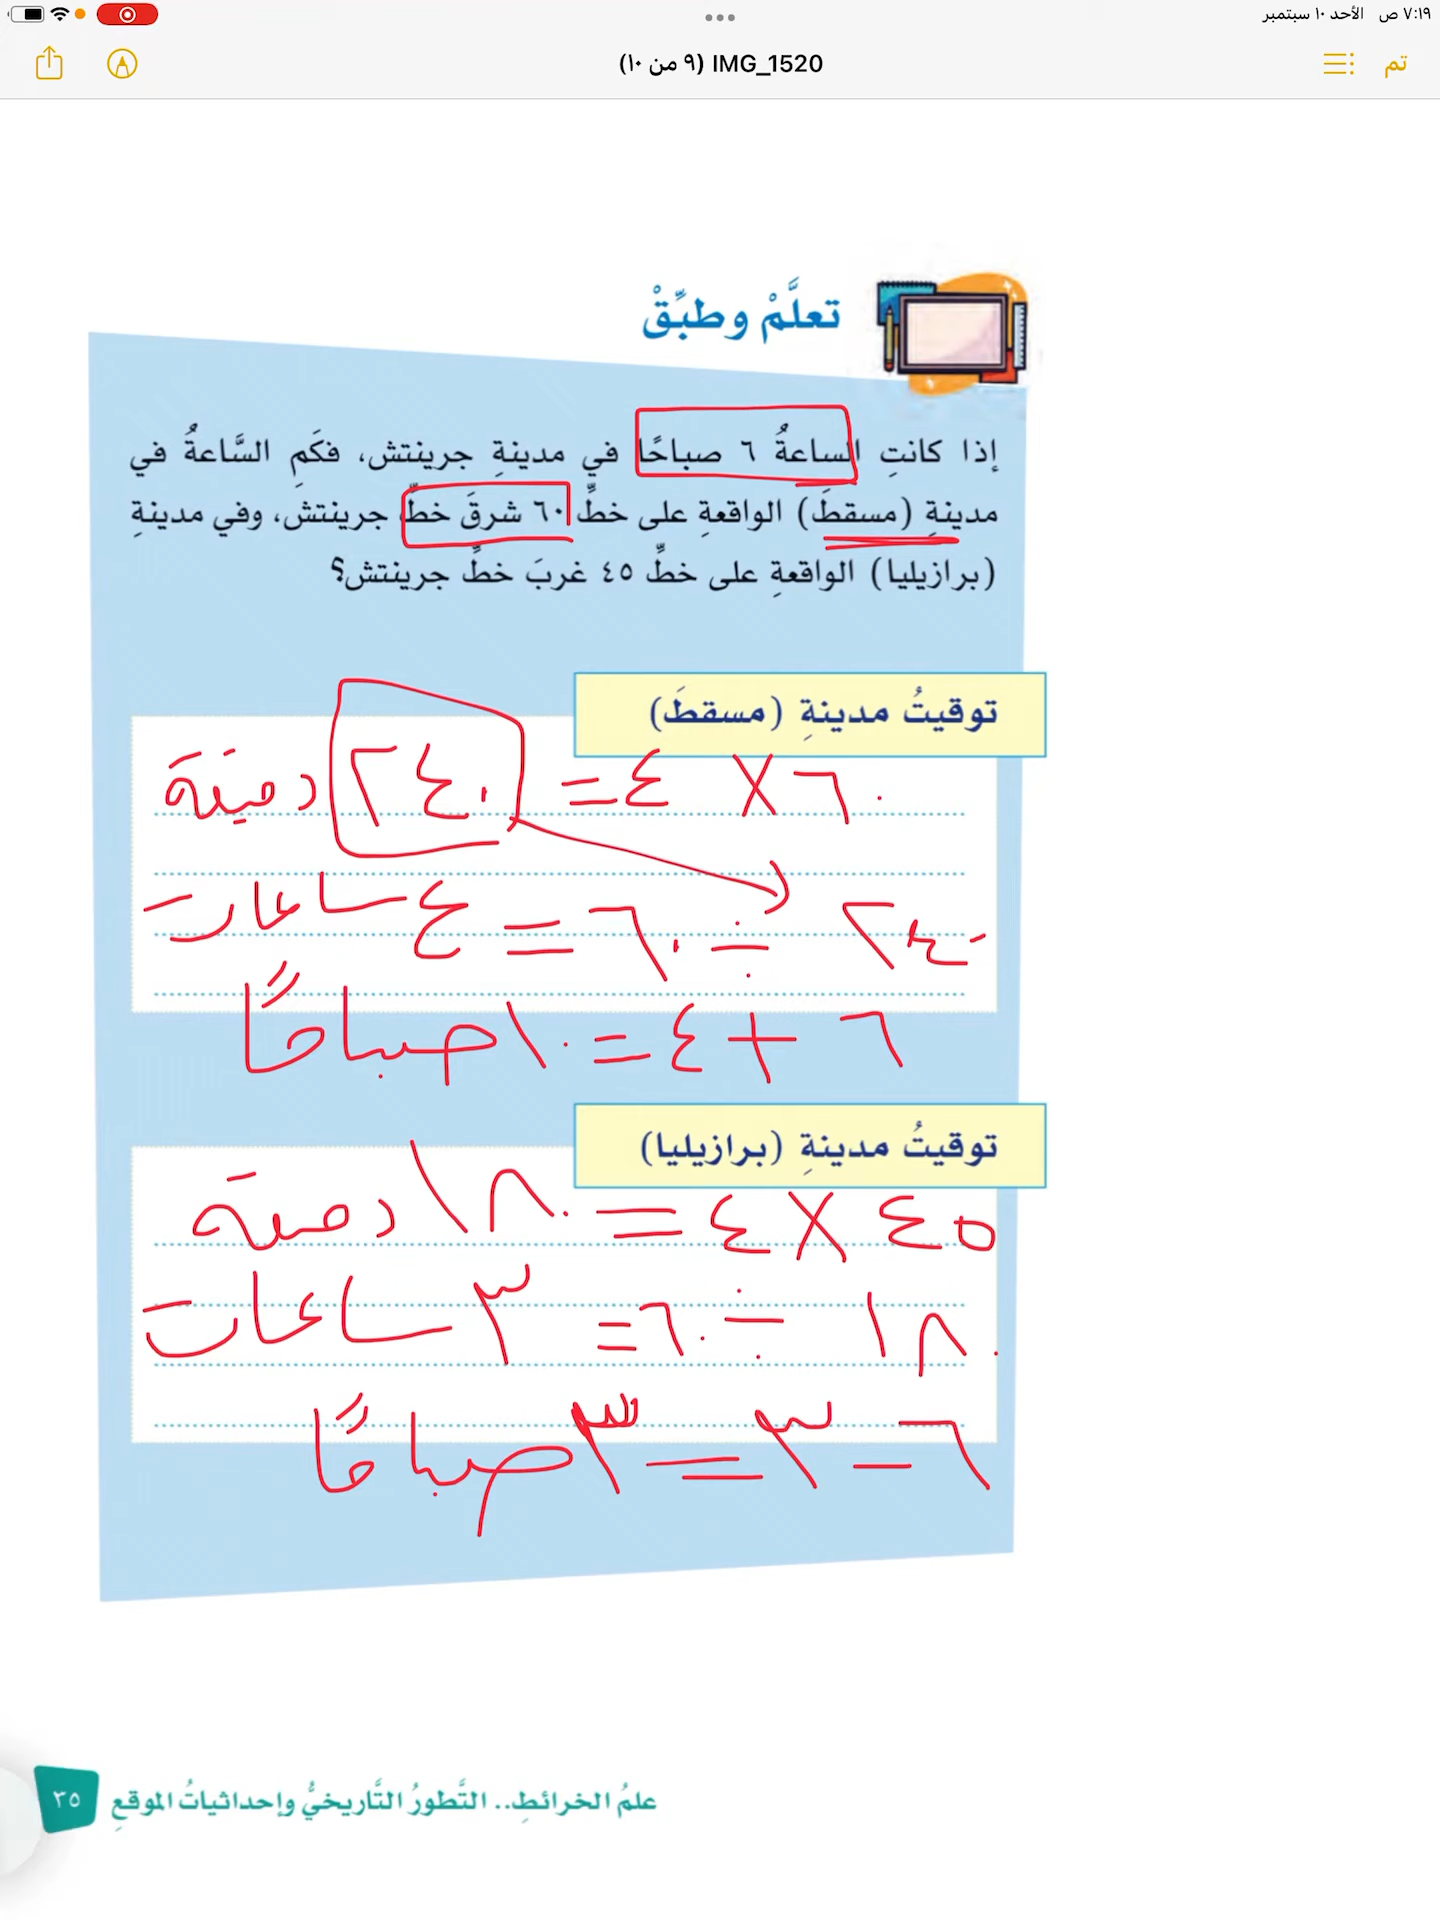 ٧:١٩ ص الأحد ١٠ سبتمبر
تم
IMG_1520 (٩ من ١٠)
تعلَّمْ وطبِّقْ
إذا كانتِ الساعةُ ٦ صباحًا في مدينةِ جرينتش، فكَمِ السَّاعةُ في
مدينةِ (مسقطَ) الواقعةِ على خطِّ ٦٠ شرقَ خطِّ جرينتش، وفي مدينةِ
(برازيليا) الواقعةِ على خطِّ ٤٥ غربَ خطِّ جرينتش؟
توقيتُ مدينةِ (مسقطَ)
٦٠ × ٤ = ٢٤٠ دقيقة
٢٤٠ ÷ ٦٠ = ٤ ساعات
٦ + ٤ = ١٠ صباحًا
توقيتُ مدينةِ (برازيليا)
٤٥ × ٤ = ١٨٠ دقيقة
١٨٠ ÷ ٦٠ = ٣ ساعات
٦ - ٣ = ٣ صباحًا
علمُ الخرائطِ.. التَّطورُ التَّاريخيُّ وإحداثياتُ الموقعِ
٣٥